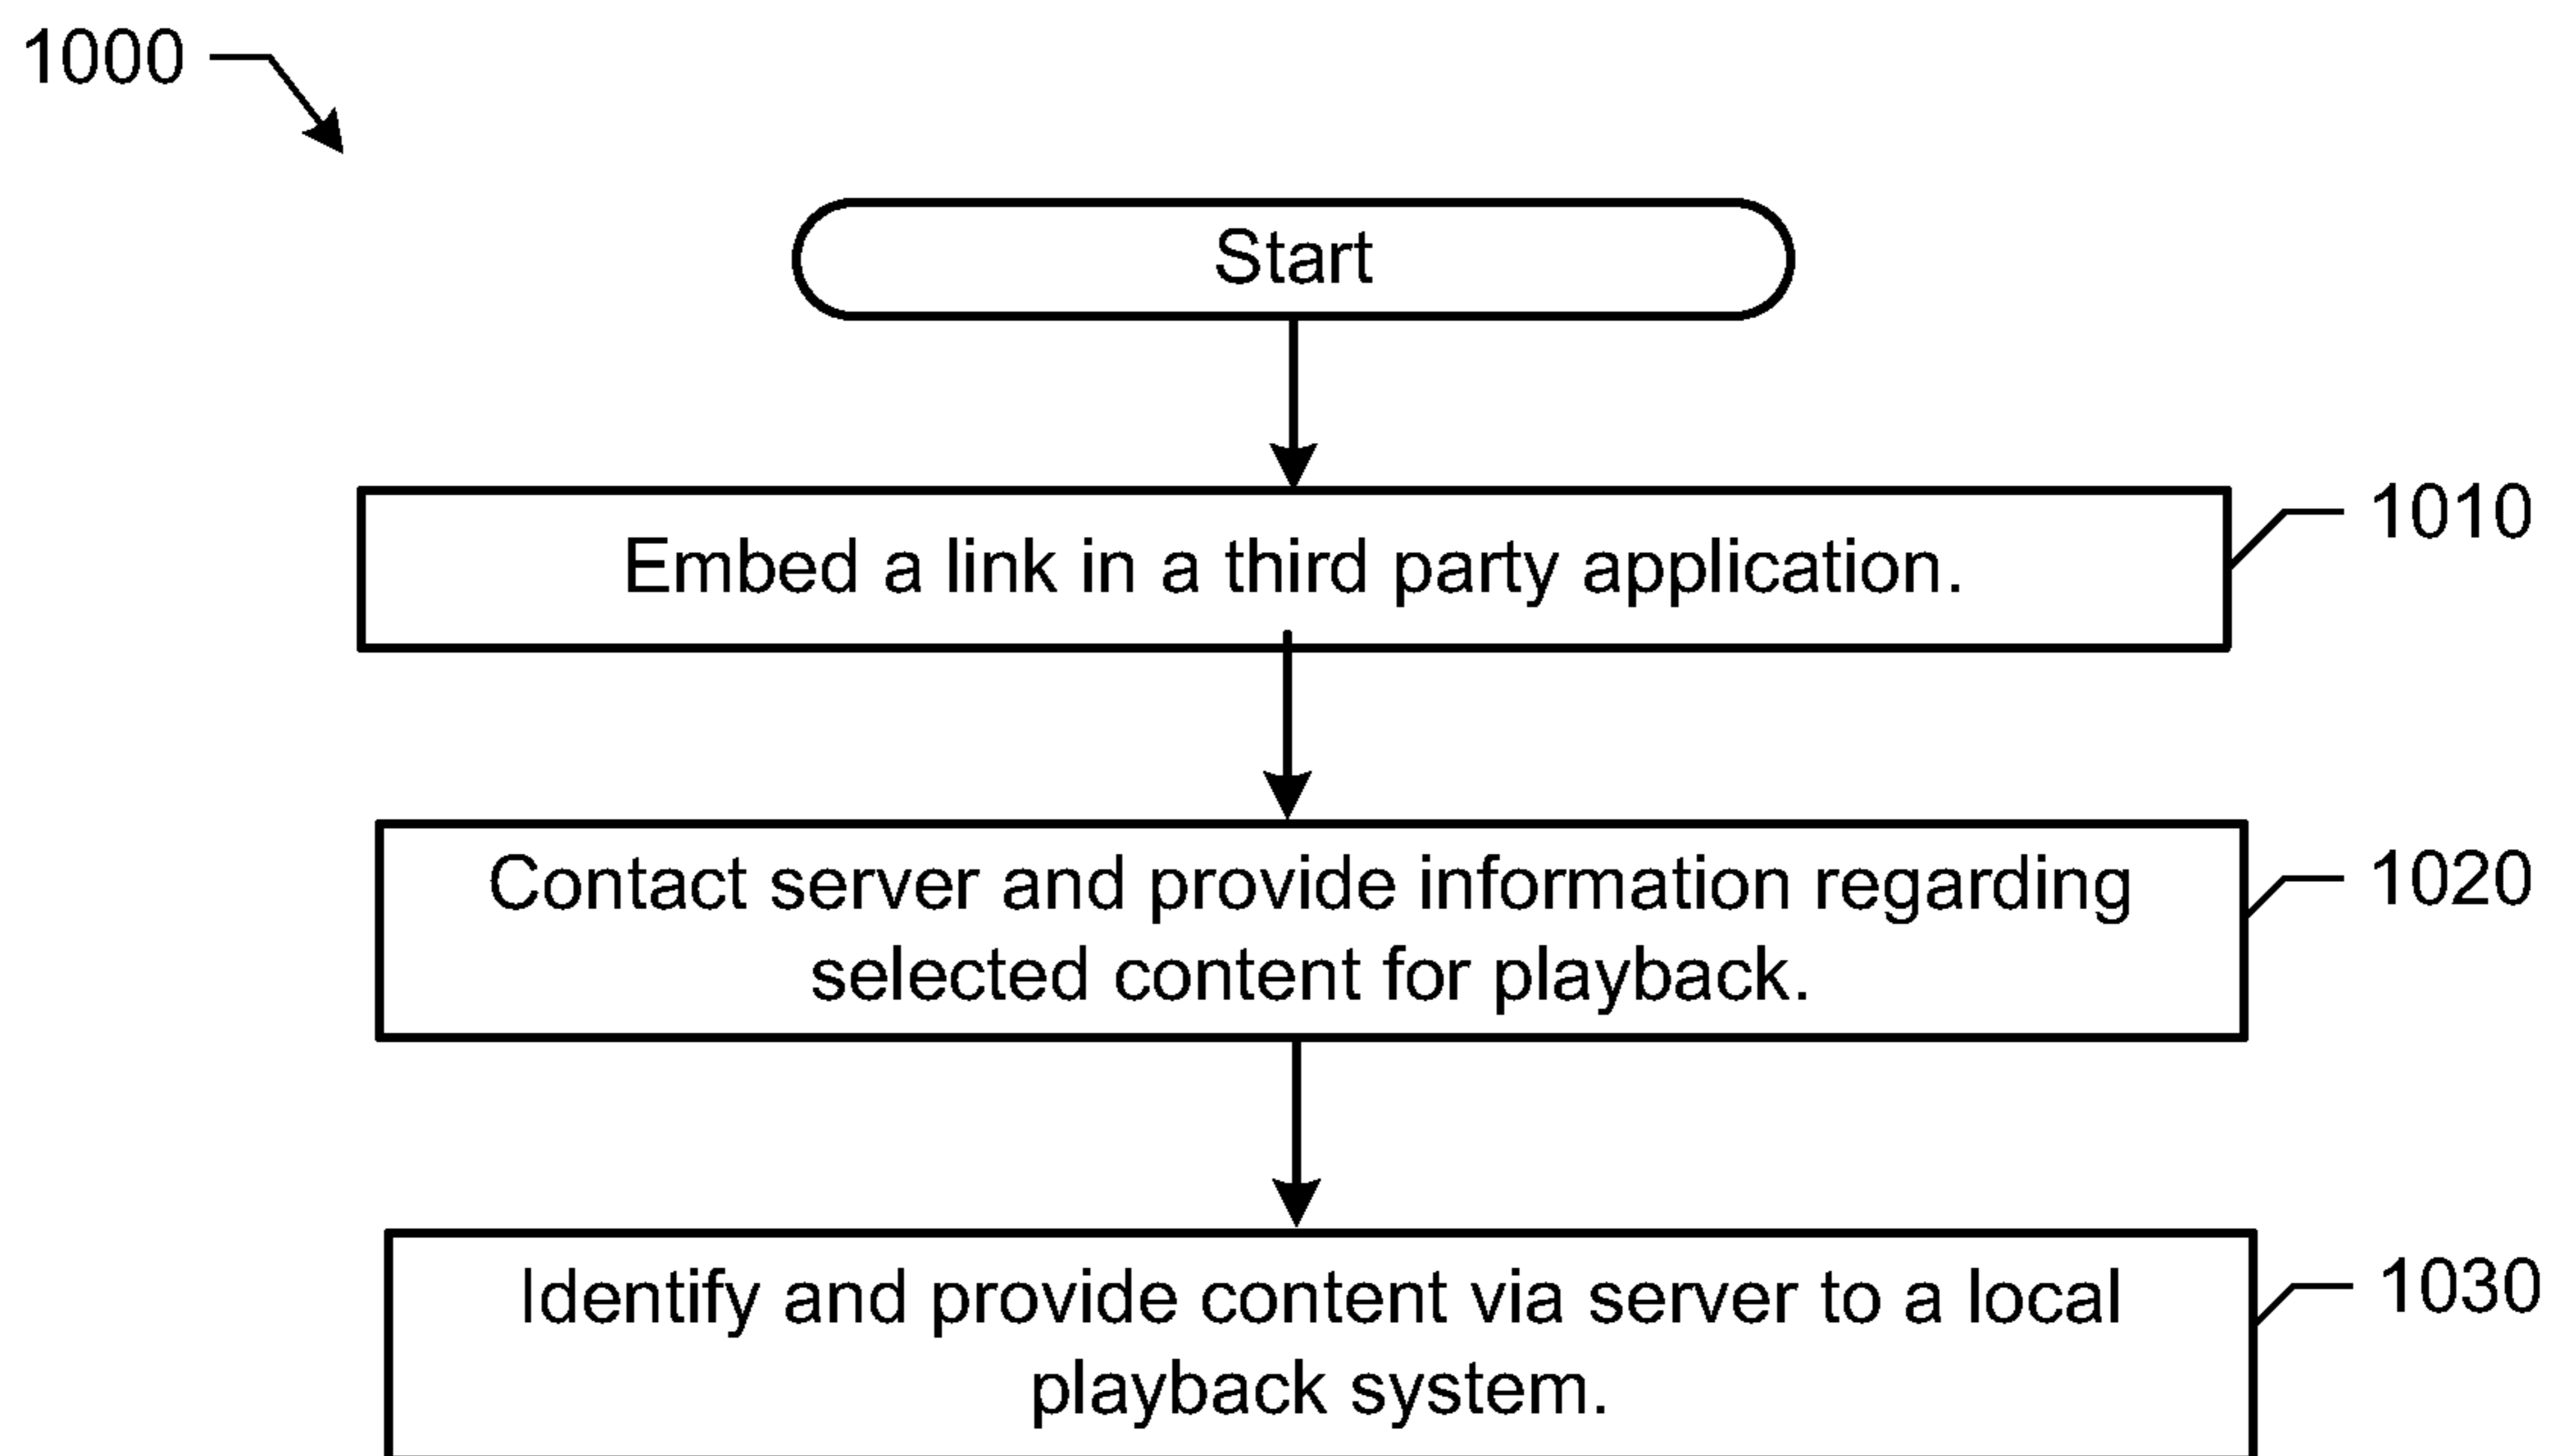 1000
Start
Embed a link in a third party application.
1010
Contact server and provide information regarding
selected content for playback.
1020
Identify and provide content via server to a local
playback system.
1030